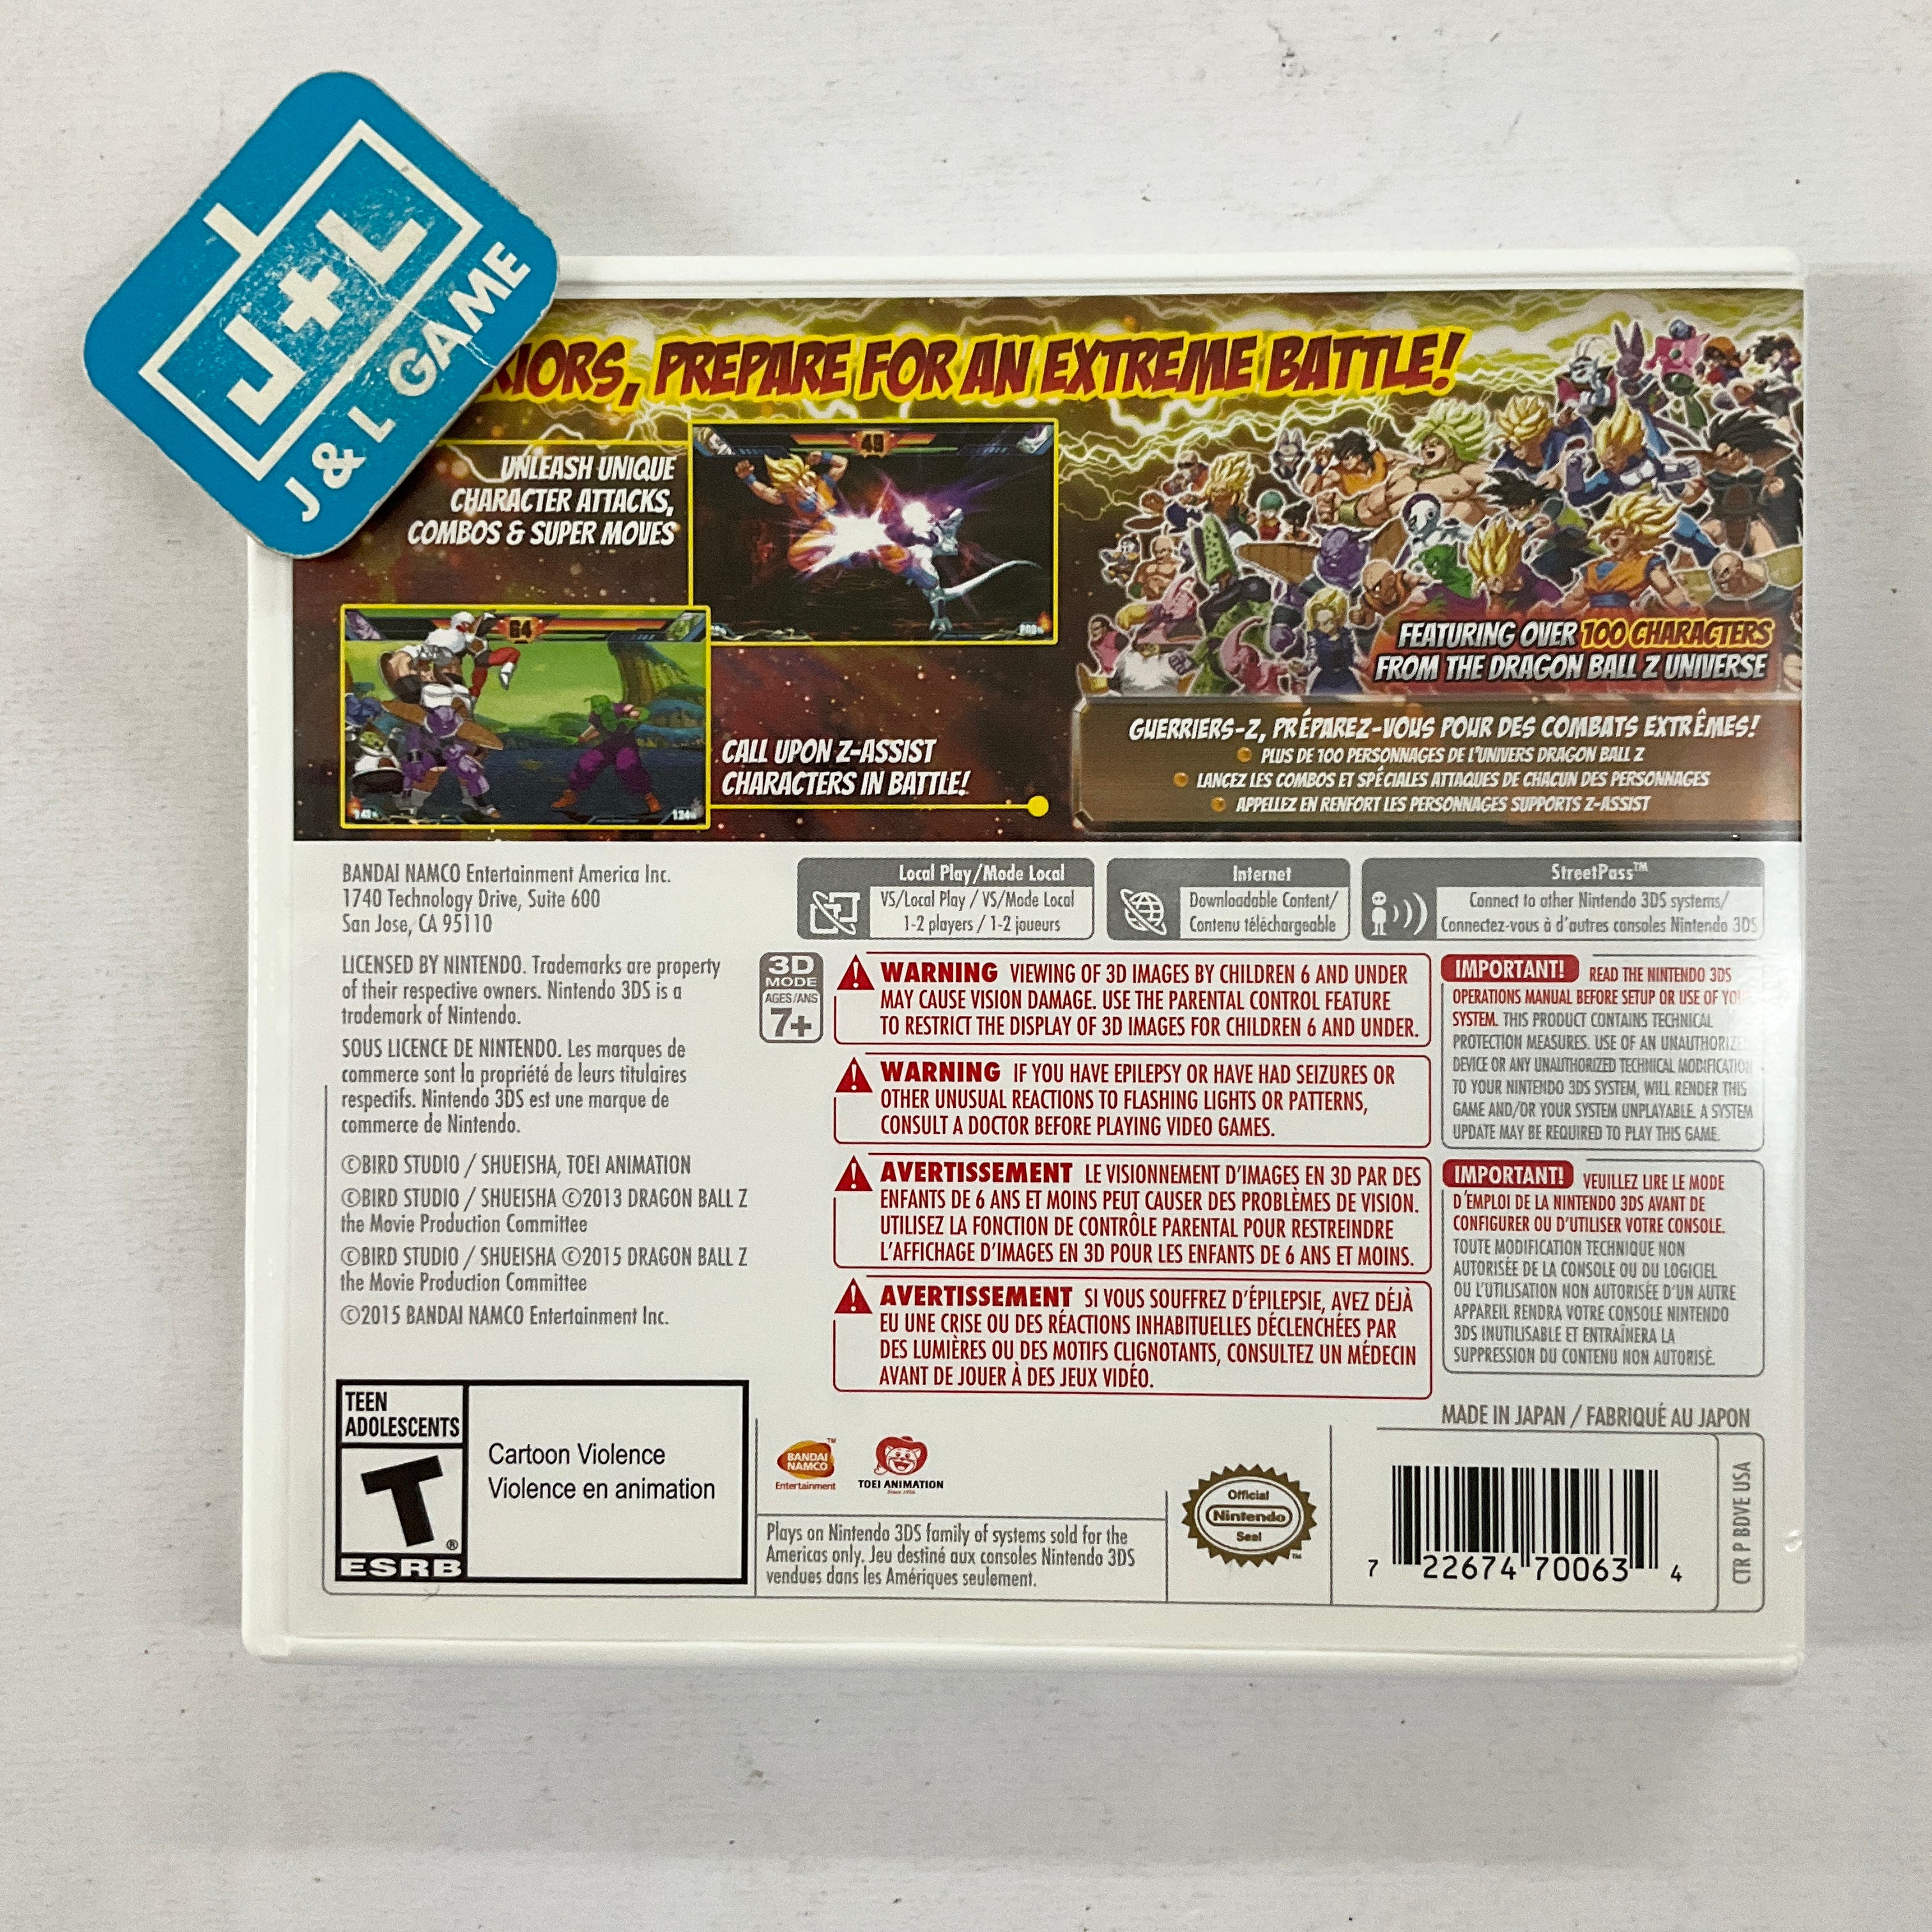 J+L
J & L GAME
PREPARE FOR AN EXTREME BATTLE!
UNLEASH UNIQUE
CHARACTER ATTACKS,
COMBOS & SUPER MOVES
49
64
CALL UPON Z-ASSIST
CHARACTERS IN BATTLE!
FEATURING OVER 100 CHARACTERS
FROM THE DRAGON BALL Z UNIVERSE
GUERRIERS-Z, PRÉPAREZ-VOUS POUR DES COMBATS EXTRÊMES!
PLUS DE 100 PERSONNAGES DE L'UNIVERS DRAGON BALL Z
LANCEZ LES COMBOS ET SPÉCIALES ATTAQUES DE CHACUN DES PERSONNAGES
APPELLEZ EN RENFORT LES PERSONNAGES SUPPORTS Z-ASSIST
BANDAI NAMCO Entertainment America Inc.
1740 Technology Drive, Suite 600
San Jose, CA 95110
LICENSED BY NINTENDO. Trademarks are property
of their respective owners. Nintendo 3DS is a
trademark of Nintendo.
SOUS LICENCE DE NINTENDO. Les marques de
commerce sont la propriété de leurs titulaires
respectifs. Nintendo 3DS est une marque de
commerce de Nintendo.
©BIRD STUDIO / SHUEISHA, TOEI ANIMATION
©BIRD STUDIO / SHUEISHA ©2013 DRAGON BALL Z
the Movie Production Committee
©BIRD STUDIO / SHUEISHA ©2015 DRAGON BALL Z
the Movie Production Committee
©2015 BANDAI NAMCO Entertainment Inc.
Local Play/Mode Local
VS/Local Play / VS/Mode Local
1-2 players / 1-2 joueurs
Internet
Downloadable Content/
Contenu téléchargeable
StreetPass™
Connect to other Nintendo 3DS systems/
Connectez-vous à d'autres consoles Nintendo 3DS
3D
MODE
AGES/ANS
7+
WARNING VIEWING OF 3D IMAGES BY CHILDREN 6 AND UNDER
MAY CAUSE VISION DAMAGE. USE THE PARENTAL CONTROL FEATURE
TO RESTRICT THE DISPLAY OF 3D IMAGES FOR CHILDREN 6 AND UNDER.
WARNING IF YOU HAVE EPILEPSY OR HAVE HAD SEIZURES OR
OTHER UNUSUAL REACTIONS TO FLASHING LIGHTS OR PATTERNS,
CONSULT A DOCTOR BEFORE PLAYING VIDEO GAMES.
AVERTISSEMENT LE VISIONNEMENT D'IMAGES EN 3D PAR DES
ENFANTS DE 6 ANS ET MOINS PEUT CAUSER DES PROBLÈMES DE VISION.
UTILISEZ LA FONCTION DE CONTRÔLE PARENTAL POUR RESTREINDRE
L'AFFICHAGE D'IMAGES EN 3D POUR LES ENFANTS DE 6 ANS ET MOINS.
AVERTISSEMENT SI VOUS SOUFFREZ D'ÉPILEPSIE, AVEZ DÉJÀ
EU UNE CRISE OU DES RÉACTIONS INHABITUELLES DÉCLENCHÉES PAR
DES LUMIÈRES OU DES MOTIFS CLIGNOTANTS, CONSULTEZ UN MÉDECIN
AVANT DE JOUER À DES JEUX VIDÉO.
IMPORTANT! READ THE NINTENDO 3DS
OPERATIONS MANUAL BEFORE SETUP OR USE OF
SYSTEM. THIS PRODUCT CONTAINS TECHNICAL
PROTECTION MEASURES. USE OF AN UNAUTHORIZED
DEVICE OR ANY UNAUTHORIZED TECHNICAL MODIFICATION
TO YOUR NINTENDO 3DS SYSTEM, WILL RENDER THIS
GAME AND/OR YOUR SYSTEM UNPLAYABLE. A SYSTEM
UPDATE MAY BE REQUIRED TO PLAY THIS GAME.
IMPORTANT! VEUILLEZ LIRE LE MODE
D'EMPLOI DE LA NINTENDO 3DS AVANT DE
CONFIGURER OU D'UTILISER VOTRE CONSOLE.
TOUTE MODIFICATION TECHNIQUE NON
AUTORISÉE DE LA CONSOLE OU DU LOGICIEL
OU L'UTILISATION NON AUTORISÉE D'UN AUTRE
APPAREIL RENDRA VOTRE CONSOLE NINTENDO
3DS INUTILISABLE ET ENTRAÎNERA LA
SUPPRESSION DU CONTENU NON AUTORISÉ.
TEEN
ADOLESCENTS
T
ESRB
Cartoon Violence
Violence en animation
BANDAI
NAMCO
Entertainment
TOEI ANIMATION
Since 1956
Plays on Nintendo 3DS family of systems sold for the
Americas only. Jeu destiné aux consoles Nintendo 3DS
vendues dans les Amériques seulement.
Official
Nintendo
Seal
MADE IN JAPAN / FABRIQUÉ AU JAPON
7 22674 70063 4
CTR P BDVE USA